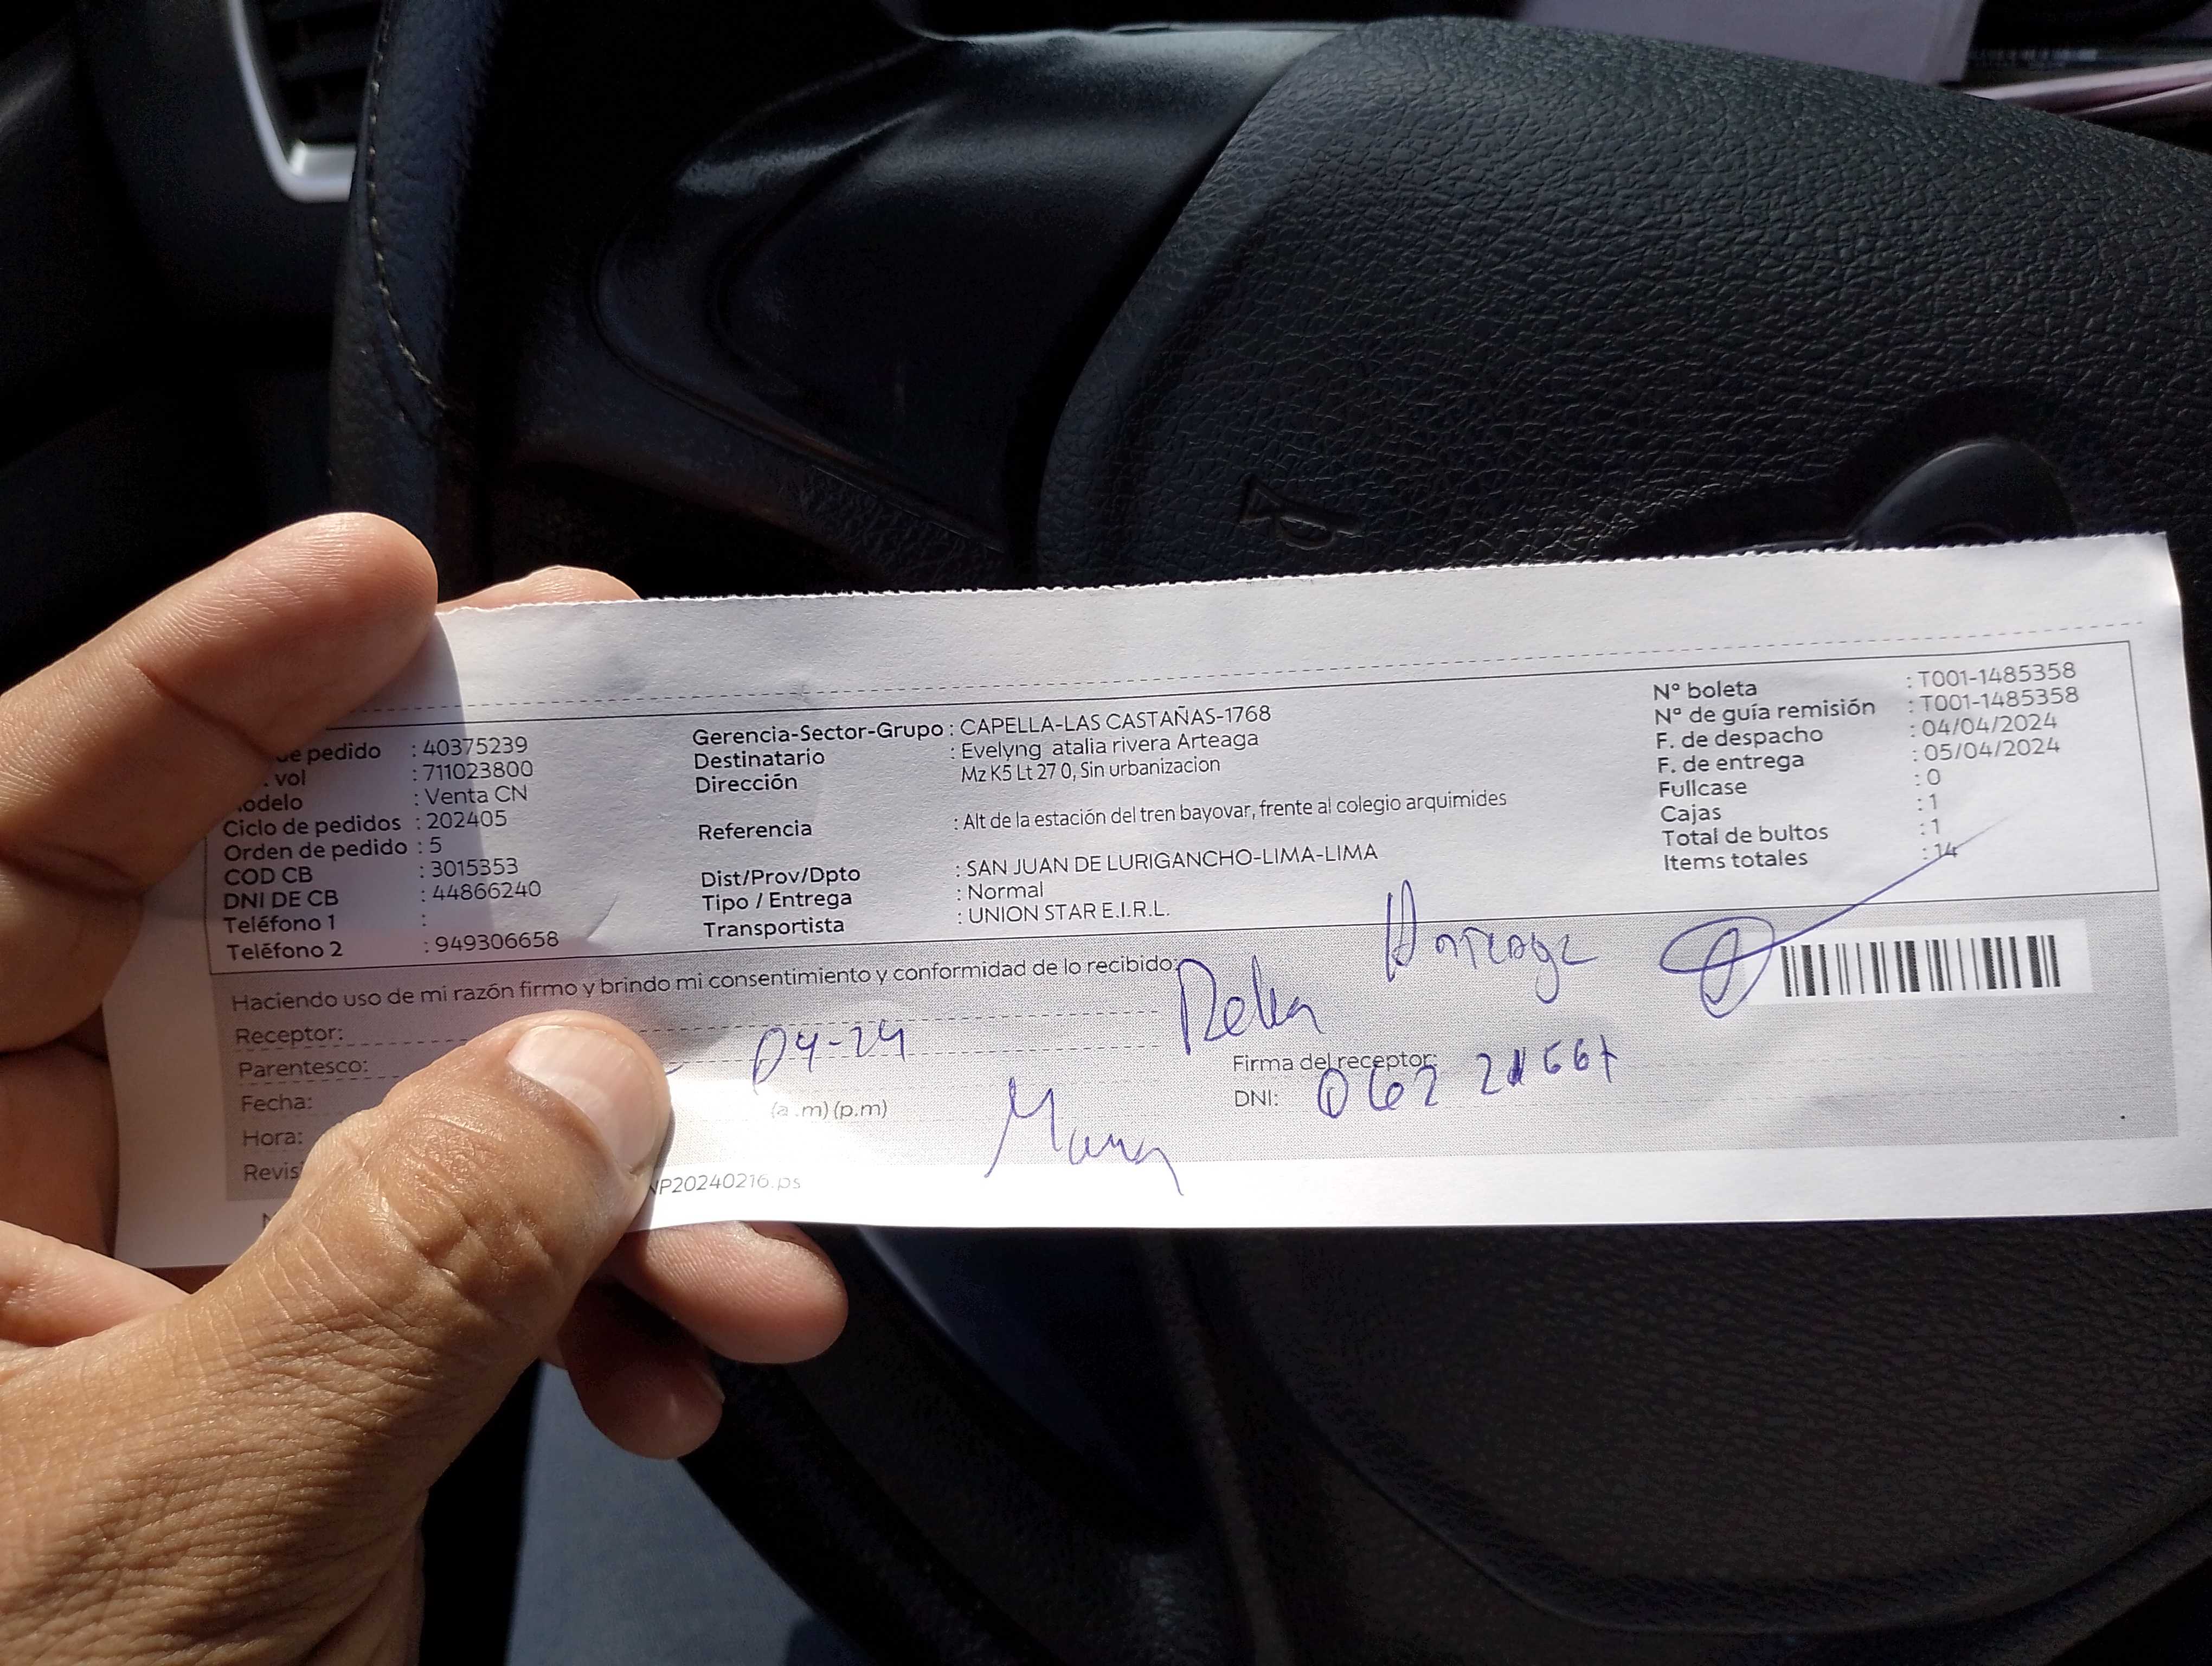 de pedido : 40375239
vol : 711023800
odelo : Venta CN
Ciclo de pedidos : 202405
Orden de pedido : 5
COD CB : 3015353
DNI DE CB : 44866240
Teléfono 1 :
Teléfono 2 : 949306658
Gerencia-Sector-Grupo : CAPELLA-LAS CASTAÑAS-1768
Destinatario : Evelyng atalia rivera Arteaga
Dirección Mz K5 Lt 27 0, Sin urbanizacion
Referencia : Alt de la estación del tren bayovar, frente al colegio arquimides
Dist/Prov/Dpto : SAN JUAN DE LURIGANCHO-LIMA-LIMA
Tipo / Entrega : Normal
Transportista : UNION STAR E.I.R.L.
Nº boleta : T001-1485358
Nº de guía remisión : T001-1485358
F. de despacho : 04/04/2024
F. de entrega : 05/04/2024
Fullcase : 0
Cajas : 1
Total de bultos : 1
Items totales : 14
Haciendo uso de mi razón firmo y brindo mi consentimiento y conformidad de lo recibido:
Arteaga
Receptor:
Parentesco:
04-24
Fecha:
Hora: (a.m) (p.m)
Revis
Firma del receptor:
DNI:
VP20240216.ps